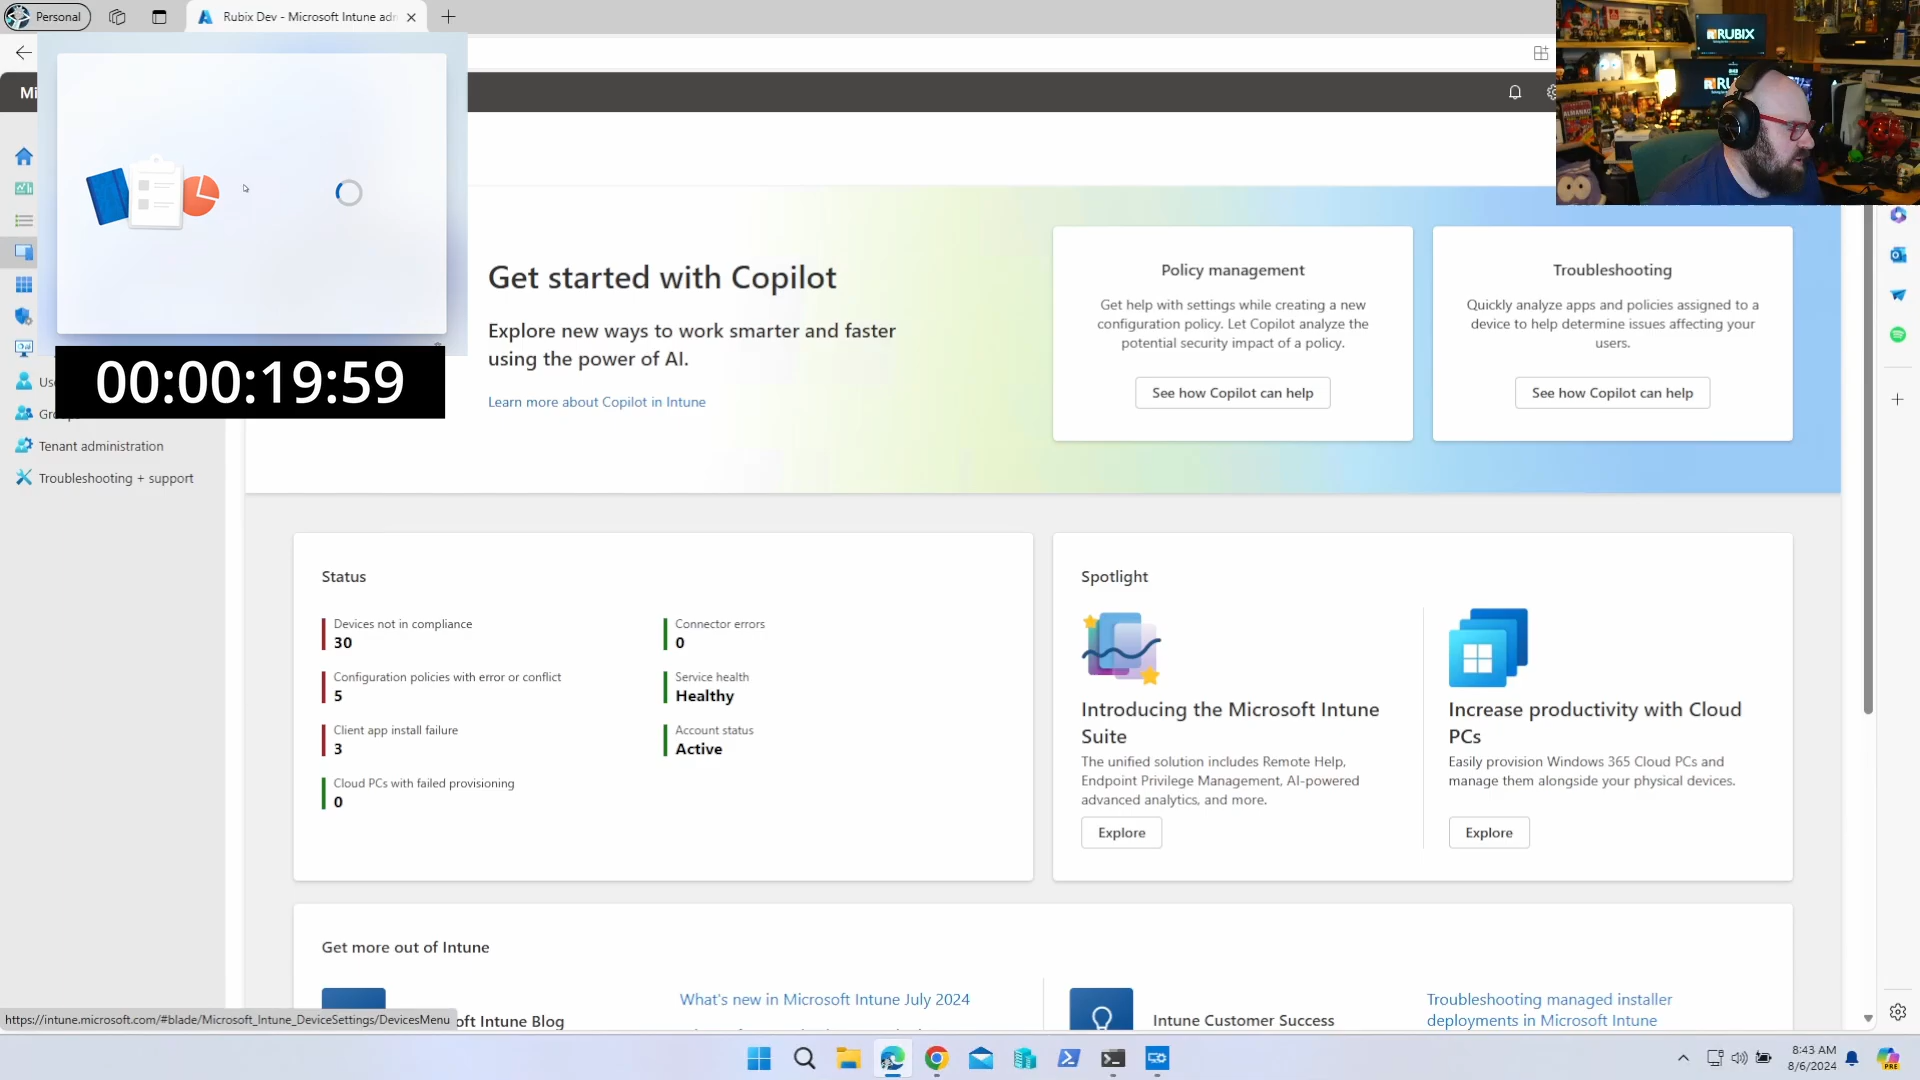 Personal
Rubix Dev - Microsoft Intune adm
Mi
RUBIX
00:00:19:59
Use
Groups
Tenant administration
Troubleshooting + support
Get started with Copilot
Explore new ways to work smarter and faster
using the power of AI.
Learn more about Copilot in Intune
Policy management
Get help with settings while creating a new
configuration policy. Let Copilot analyze the
potential security impact of a policy.
See how Copilot can help
Troubleshooting
Quickly analyze apps and policies assigned to a
device to help determine issues affecting your
users.
See how Copilot can help
Status
Devices not in compliance
30
Configuration policies with error or conflict
5
Client app install failure
3
Cloud PCs with failed provisioning
0
Connector errors
0
Service health
Healthy
Account status
Active
Spotlight
Introducing the Microsoft Intune
Suite
The unified solution includes Remote Help,
Endpoint Privilege Management, AI-powered
advanced analytics, and more.
Explore
Increase productivity with Cloud
PCs
Easily provision Windows 365 Cloud PCs and
manage them alongside your physical devices.
Explore
Get more out of Intune
oft Intune Blog
What's new in Microsoft Intune July 2024
Intune Customer Success
Troubleshooting managed installer
deployments in Microsoft Intune
https://intune.microsoft.com/#blade/Microsoft_Intune_DeviceSettings/DevicesMenu
8:43 AM
8/6/2024
PRE